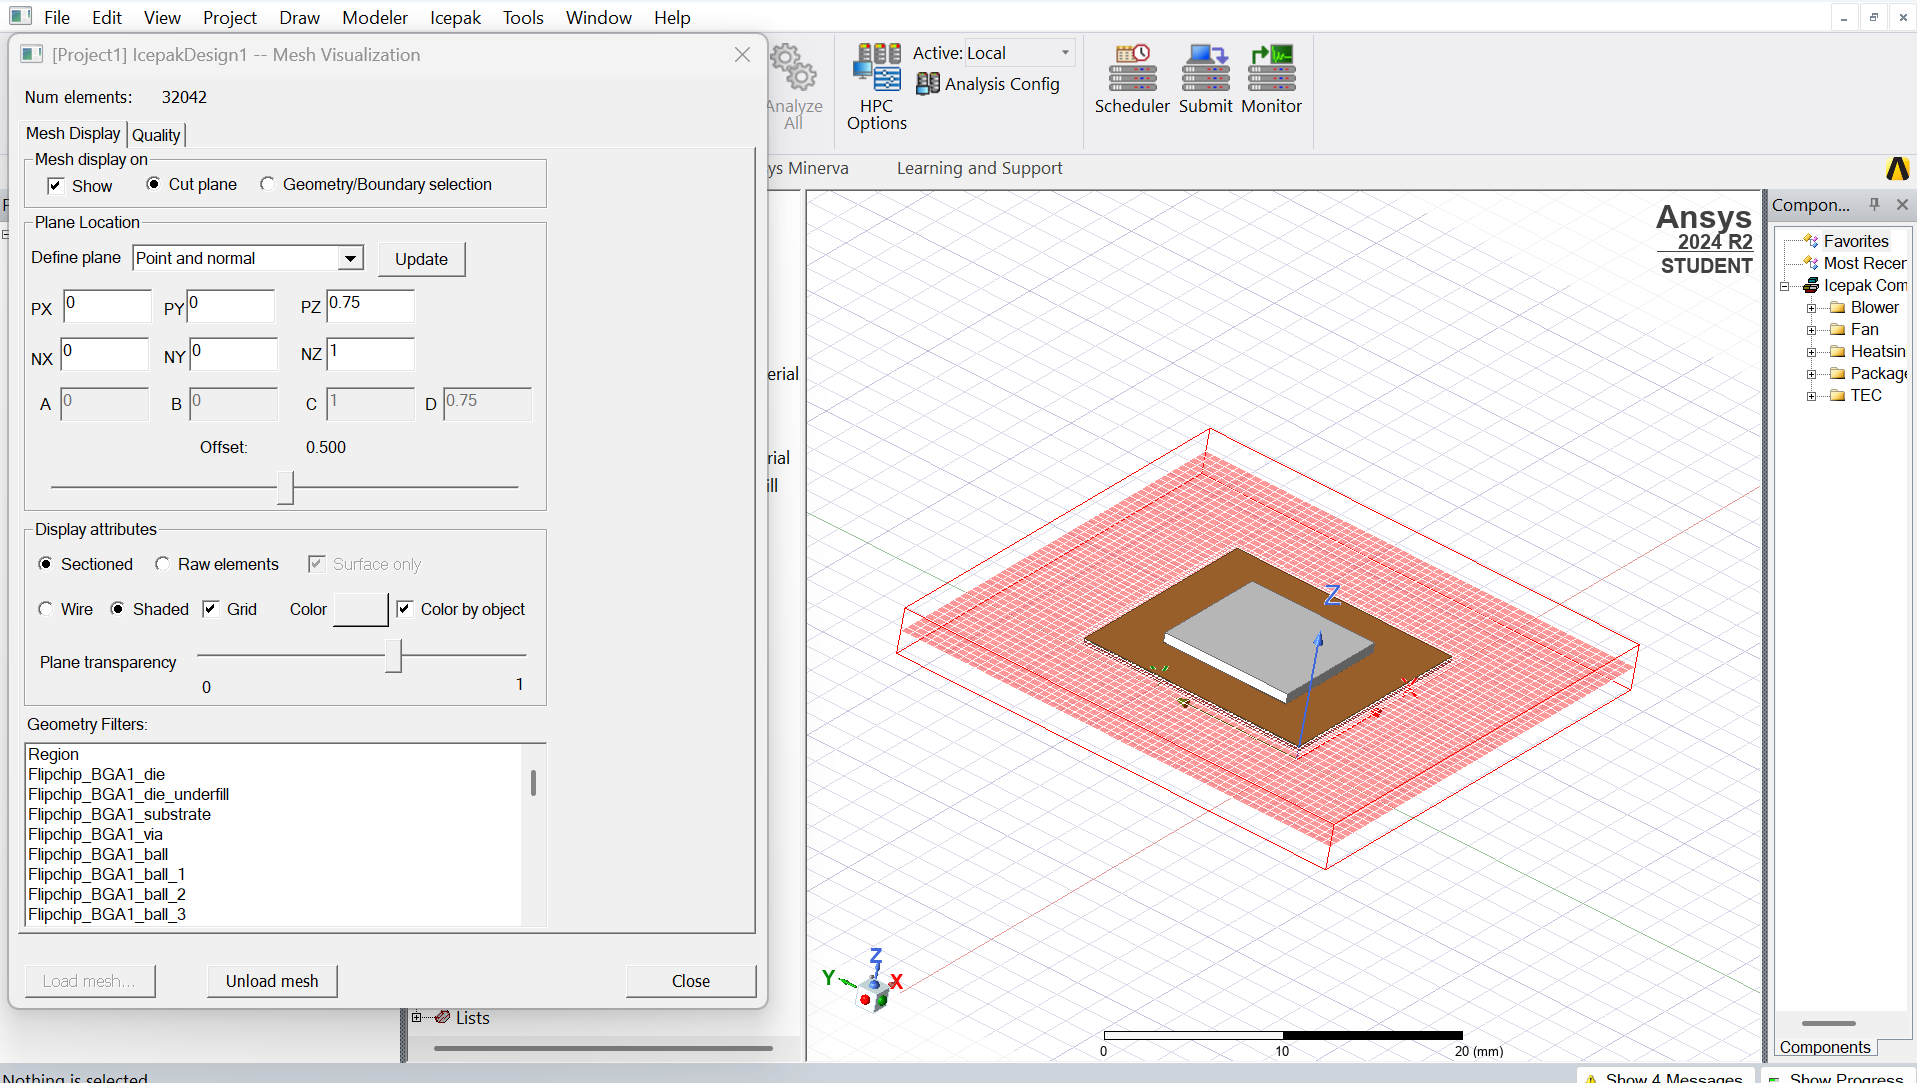 File Edit View Project Draw Modeler Icepak Tools Window Help
[Project1] IcepakDesign1 -- Mesh Visualization
Num elements: 32042
Mesh Display Quality
Mesh display on
Show Cut plane Geometry/Boundary selection
Plane Location
Define plane Point and normal Update
PX 0 PY 0 PZ 0.75
NX 0 NY 0 NZ 1
A 0 B 0 C 1 D 0.75
Offset: 0.500
Display attributes
Sectioned Raw elements Surface only
Wire Shaded Grid Color Color by object
Plane transparency
0 1
Geometry Filters:
Region
Flipchip_BGA1_die
Flipchip_BGA1_die_underfill
Flipchip_BGA1_substrate
Flipchip_BGA1_via
Flipchip_BGA1_ball
Flipchip_BGA1_ball_1
Flipchip_BGA1_ball_2
Flipchip_BGA1_ball_3
Load mesh... Unload mesh Close
Analyze
All
HPC
Options
Active: Local
Analysis Config
Scheduler Submit Monitor
ys Minerva Learning and Support
erial
rial
ill
Lists
Ansys
2024 R2
STUDENT
Z
Z
Y
X
0 10 20 (mm)
Compon...
Favorites
Most Recer
Icepak Com
Blower
Fan
Heatsin
Package
TEC
Components
Nothing is selected
Show 4 Messages Show Progress